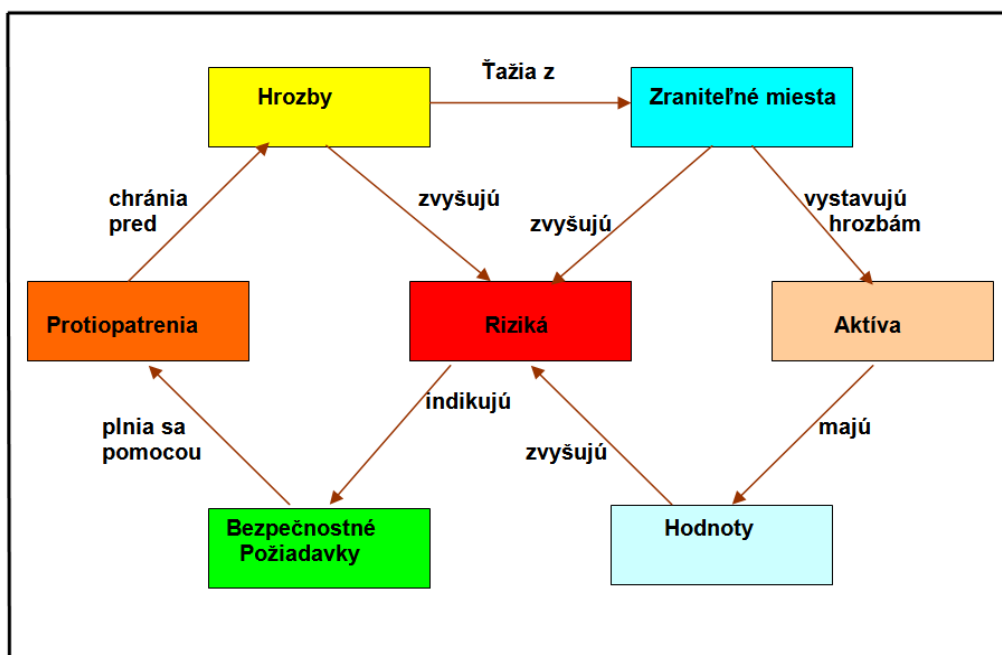 Ťažia z
Hrozby
Zraniteľné miesta
chránia
pred
zvyšujú
zvyšujú
vystavujú
hrozbám
Protiopatrenia
Riziká
Aktíva
plnia sa
pomocou
indikujú
zvyšujú
majú
Bezpečnostné
Požiadavky
Hodnoty